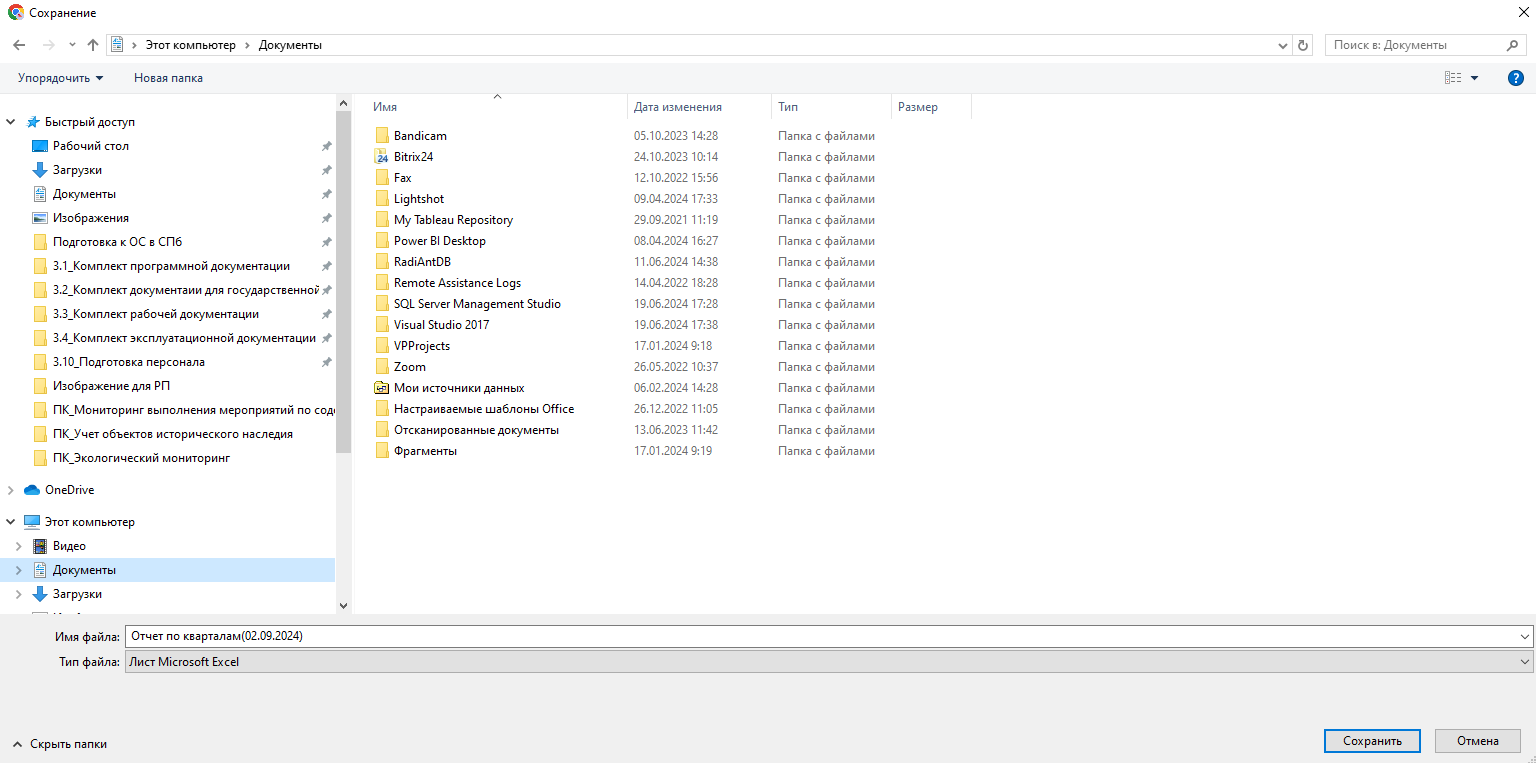 Сохранение
Этот компьютер › Документы
Поиск в: Документы
Упорядочить
Новая папка
Быстрый доступ
Рабочий стол
Загрузки
Документы
Изображения
Подготовка к ОС в СПб
3.1_Комплект программной документации
3.2_Комплект документаии для государственной
3.3_Комплект рабочей документации
3.4_Комплект эксплуатационной документации
3.10_Подготовка персонала
Изображение для РП
ПК_Мониторинг выполнения мероприятий по соде
ПК_Учет объектов исторического наследия
ПК_Экологический мониторинг
OneDrive
Этот компьютер
Видео
Документы
Загрузки
Имя Дата изменения Тип Размер
Bandicam 05.10.2023 14:28 Папка с файлами
Bitrix24 24.10.2023 10:14 Папка с файлами
Fax 12.10.2022 15:56 Папка с файлами
Lightshot 09.04.2024 17:33 Папка с файлами
My Tableau Repository 29.09.2021 11:19 Папка с файлами
Power BI Desktop 08.04.2024 16:27 Папка с файлами
RadiAntDB 11.06.2024 14:38 Папка с файлами
Remote Assistance Logs 14.04.2022 18:28 Папка с файлами
SQL Server Management Studio 19.06.2024 17:28 Папка с файлами
Visual Studio 2017 19.06.2024 17:38 Папка с файлами
VPProjects 17.01.2024 9:18 Папка с файлами
Zoom 26.05.2022 10:37 Папка с файлами
Мои источники данных 06.02.2024 14:28 Папка с файлами
Настраиваемые шаблоны Office 26.12.2022 11:05 Папка с файлами
Отсканированные документы 13.06.2023 11:42 Папка с файлами
Фрагменты 17.01.2024 9:19 Папка с файлами
Имя файла: Отчет по кварталам(02.09.2024)
Тип файла: Лист Microsoft Excel
Скрыть папки
Сохранить
Отмена